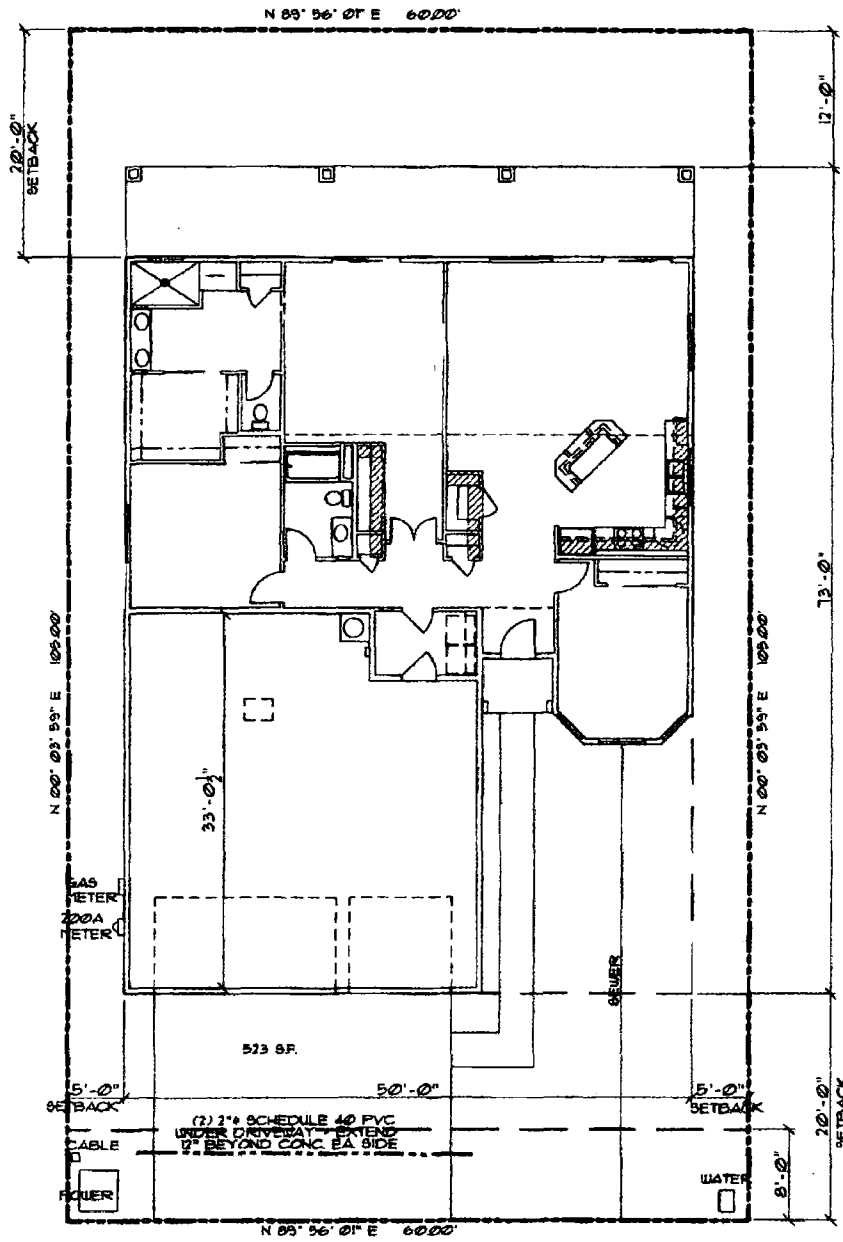 N 89° 56' 01" E 60.00'
20'-0"
SETBACK
12'-0"
73'-0"
N 00° 03' 59" E 105.00'
N 00° 03' 59" E 105.00'
33'-0½"
GAS
METER
200A
METER
SEWER
523 S.F.
5'-0"
SETBACK
50'-0"
5'-0"
SETBACK
20'-0"
SETBACK
(2) 2"Φ SCHEDULE 40 PVC
UNDER DRIVEWAY - EXTEND
12" BEYOND CONC. EA SIDE
CABLE
POWER
WATER
8'-0"
N 89° 56' 01" E 60.00'